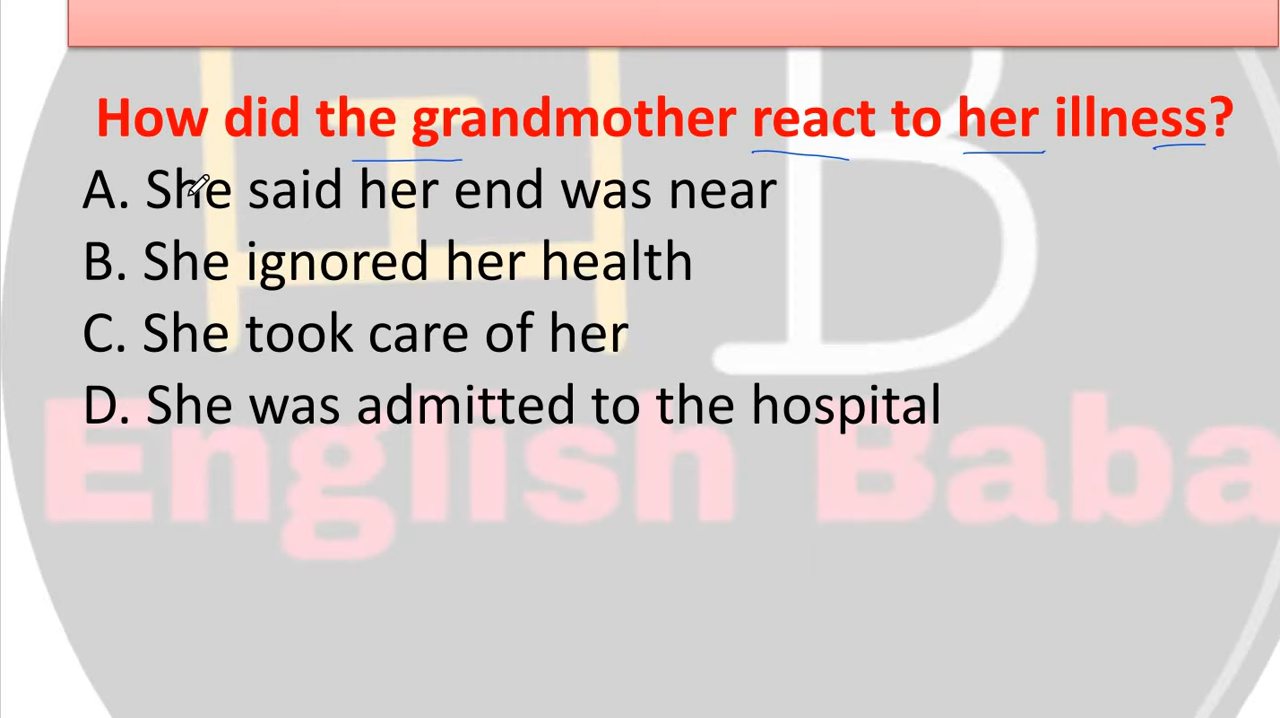 How did the grandmother react to her illness?
A. She said her end was near
B. She ignored her health
C. She took care of her
D. She was admitted to the hospital
EB
English Baba